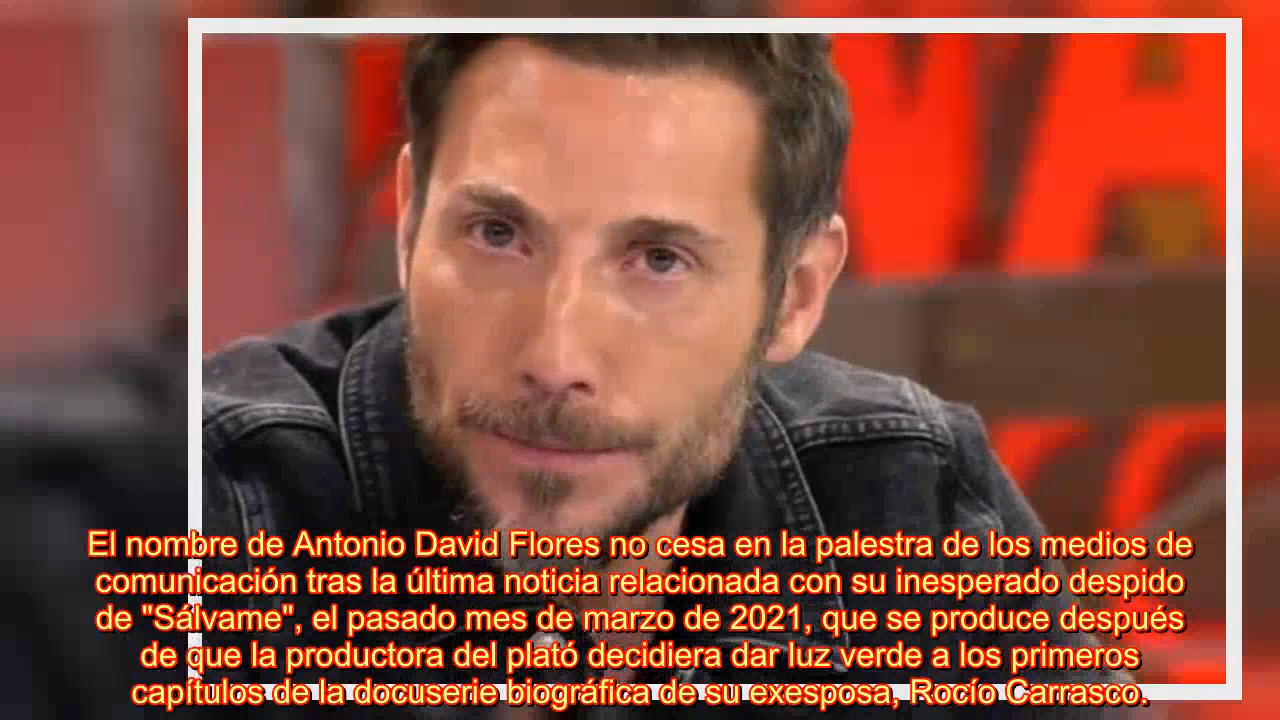 El nombre de Antonio David Flores no cesa en la palestra de los medios de
comunicación tras la última noticia relacionada con su inesperado despido
de "Sálvame", el pasado mes de marzo de 2021, que se produce después
de que la productora del plató decidiera dar luz verde a los primeros
capítulos de la docuserie biográfica de su exesposa, Rocío Carrasco.